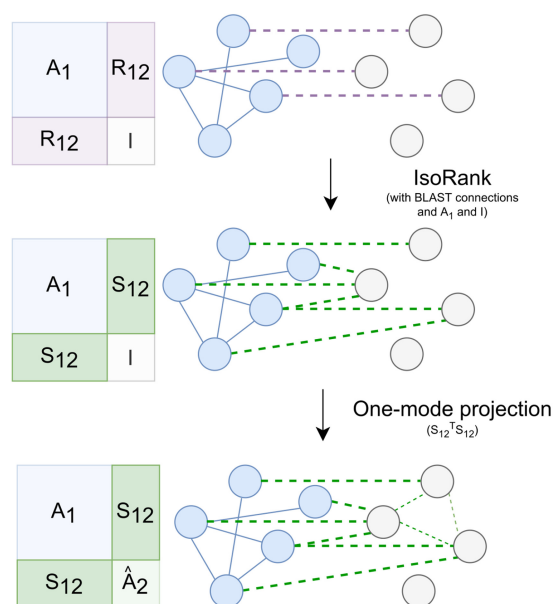 A₁ R₁₂
R₁₂ I
IsoRank
(with BLAST connections
and A₁ and I)
A₁ S₁₂
S₁₂ I
One-mode projection
(S₁₂ᵀS₁₂)
A₁ S₁₂
S₁₂ Â₂